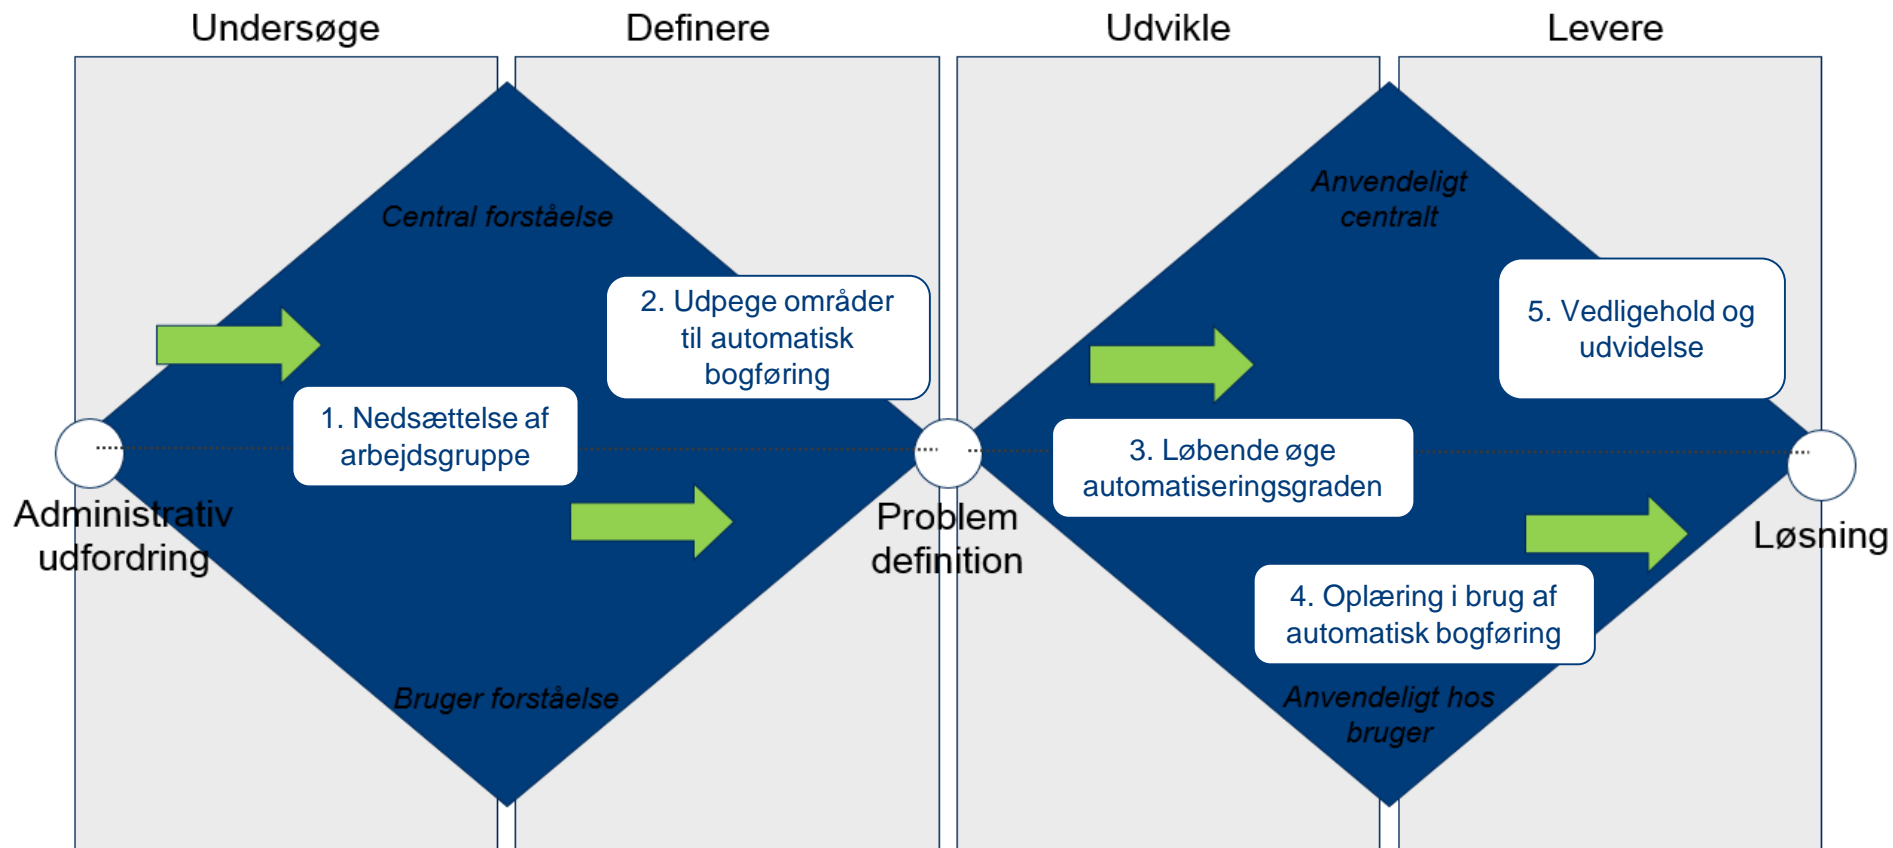 Undersøge
Definere
Udvikle
Levere
Central forståelse
Anvendeligt
centralt
2. Udpege områder
til automatisk
bogføring
5. Vedligehold og
udvidelse
1. Nedsættelse af
arbejdsgruppe
3. Løbende øge
automatiseringsgraden
Administrativ
udfordring
Problem
definition
Løsning
4. Oplæring i brug af
automatisk bogføring
Bruger forståelse
Anvendeligt hos
bruger